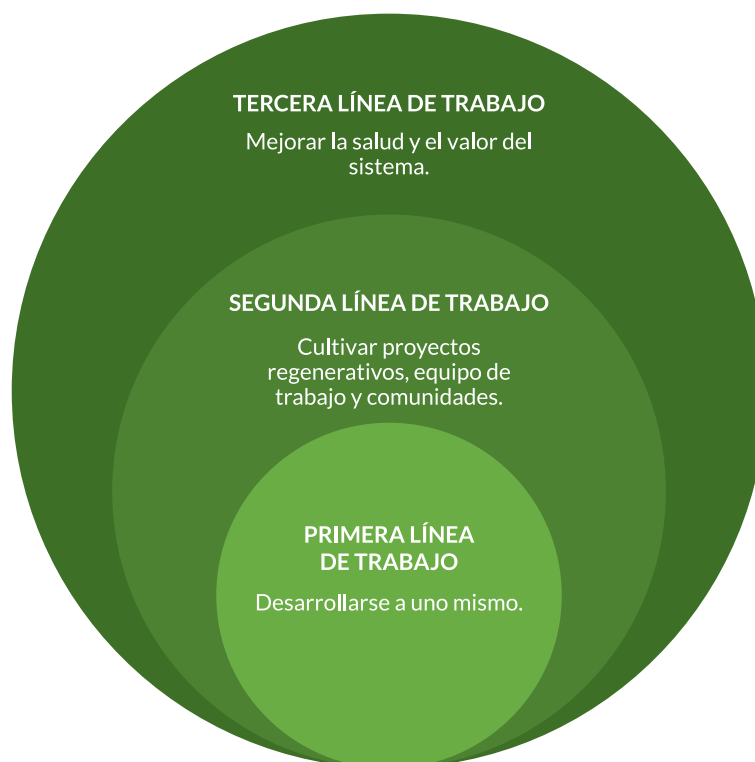 TERCERA LÍNEA DE TRABAJO
Mejorar la salud y el valor del
sistema.
SEGUNDA LÍNEA DE TRABAJO
Cultivar proyectos
regenerativos, equipo de
trabajo y comunidades.
PRIMERA LÍNEA
DE TRABAJO
Desarrollarse a uno mismo.